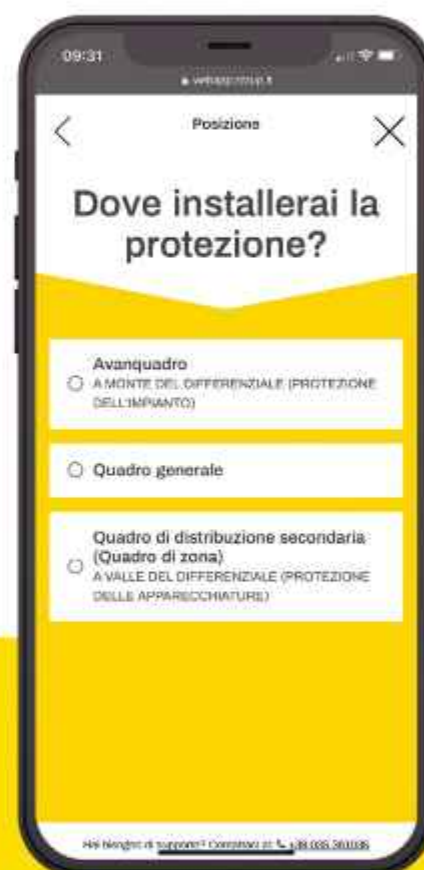 09:31
Posizione
Dove installerai la
protezione?
Avanquadro
A MONTE DEL DIFFERENZIALE (PROTEZIONE
DELL'IMPIANTO)
Quadro generale
Quadro di distribuzione secondaria
(Quadro di zona)
A VALLE DEL DIFFERENZIALE (PROTEZIONE
DELLE APPARECCHIATURE)
Hai bisogno di supporto? Contattaci al: